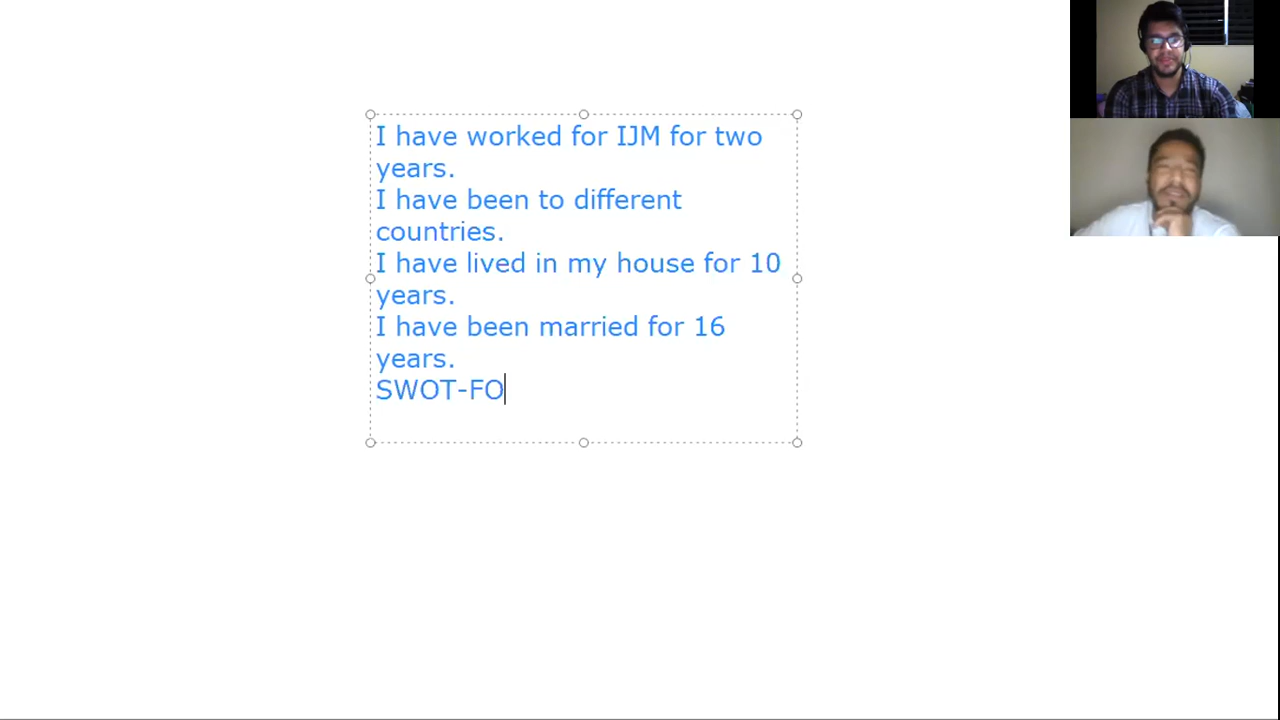 I have worked for IJM for two
years.
I have been to different
countries.
I have lived in my house for 10
years.
I have been married for 16
years.
SWOT-FO